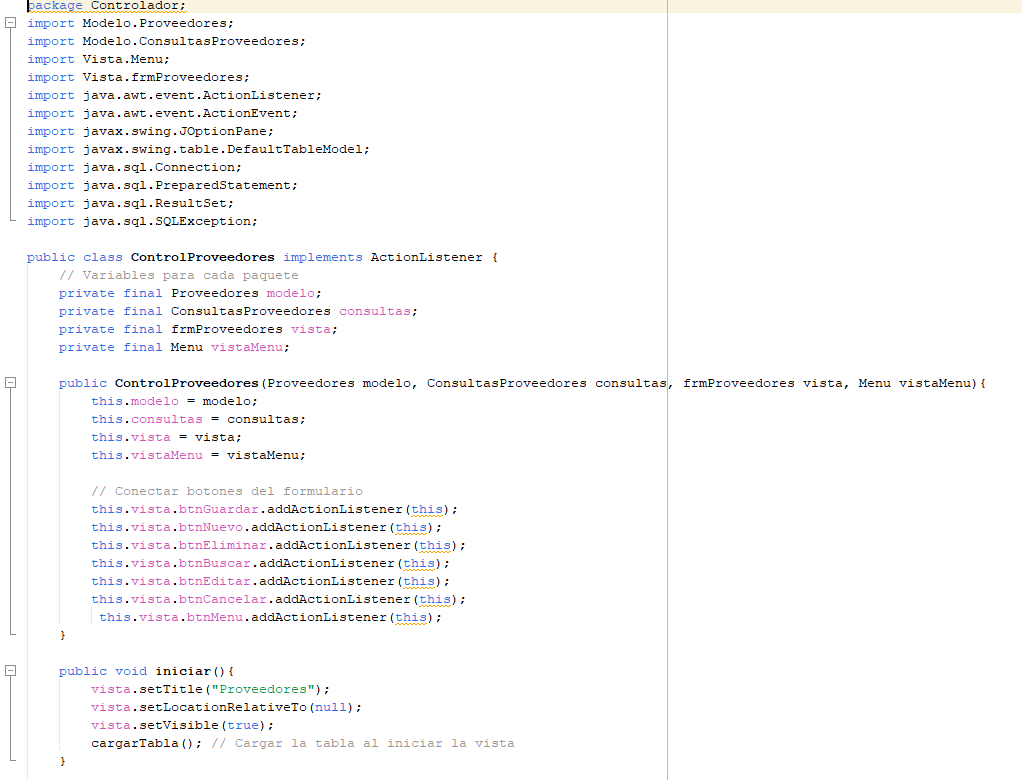 package Controlador;
import Modelo.Proveedores;
import Modelo.ConsultasProveedores;
import Vista.Menu;
import Vista.frmProveedores;
import java.awt.event.ActionListener;
import java.awt.event.ActionEvent;
import javax.swing.JOptionPane;
import javax.swing.table.DefaultTableModel;
import java.sql.Connection;
import java.sql.PreparedStatement;
import java.sql.ResultSet;
import java.sql.SQLException;

public class ControlProveedores implements ActionListener {
    // Variables para cada paquete
    private final Proveedores modelo;
    private final ConsultasProveedores consultas;
    private final frmProveedores vista;
    private final Menu vistaMenu;

    public ControlProveedores(Proveedores modelo, ConsultasProveedores consultas, frmProveedores vista, Menu vistaMenu){
        this.modelo = modelo;
        this.consultas = consultas;
        this.vista = vista;
        this.vistaMenu = vistaMenu;

        // Conectar botones del formulario
        this.vista.btnGuardar.addActionListener(this);
        this.vista.btnNuevo.addActionListener(this);
        this.vista.btnEliminar.addActionListener(this);
        this.vista.btnBuscar.addActionListener(this);
        this.vista.btnEditar.addActionListener(this);
        this.vista.btnCancelar.addActionListener(this);
         this.vista.btnMenu.addActionListener(this);
    }

    public void iniciar(){
        vista.setTitle("Proveedores");
        vista.setLocationRelativeTo(null);
        vista.setVisible(true);
        cargarTabla(); // Cargar la tabla al iniciar la vista
    }